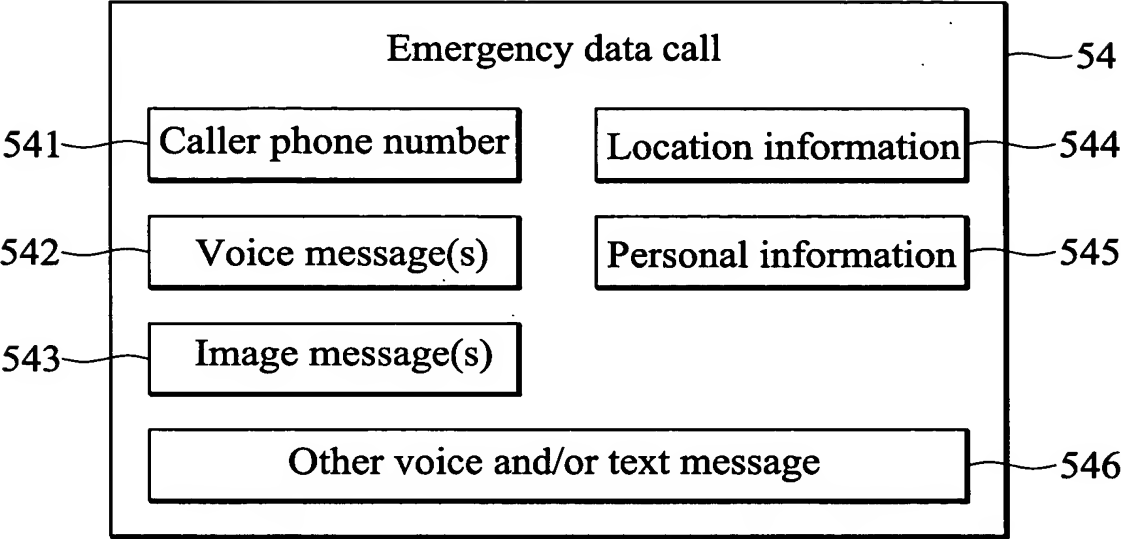 Emergency data call
54
541
Caller phone number
Location information
544
542
Voice message(s)
Personal information
545
543
Image message(s)
Other voice and/or text message
546